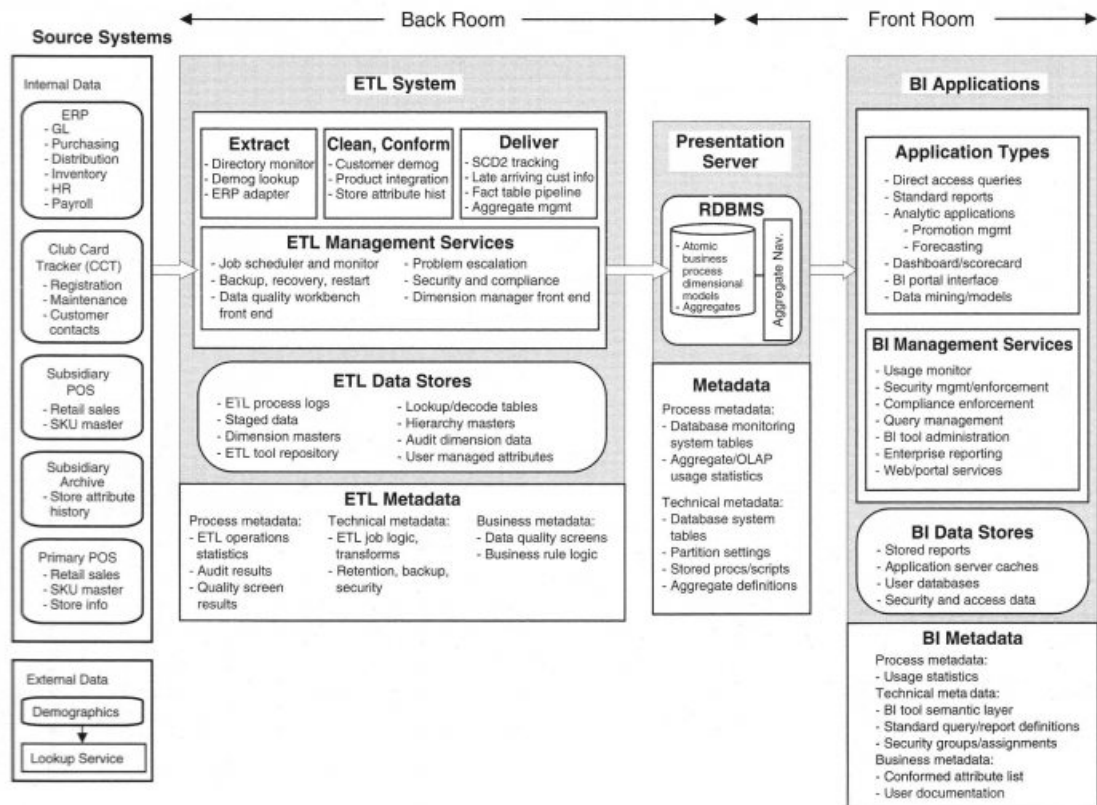 Back Room
Front Room
Source Systems
Internal Data
ERP
- GL
- Purchasing
- Distribution
- Inventory
- HR
- Payroll
Club Card
Tracker (CCT)
- Registration
- Maintenance
- Customer
contacts
Subsidiary
POS
- Retail sales
- SKU master
Subsidiary
Archive
- Store attribute
history
Primary POS
- Retail sales
- SKU master
- Store info
External Data
Demographics
Lookup Service
ETL System
Extract
- Directory monitor
- Demog lookup
- ERP adapter
Clean, Conform
- Customer demog
- Product integration
- Store attribute hist
Deliver
- SCD2 tracking
- Late arriving cust info
- Fact table pipeline
- Aggregate mgmt
ETL Management Services
- Job scheduler and monitor
- Backup, recovery, restart
- Data quality workbench
front end
- Problem escalation
- Security and compliance
- Dimension manager front end
ETL Data Stores
- ETL process logs
- Staged data
- Dimension masters
- ETL tool repository
- Lookup/decode tables
- Hierarchy masters
- Audit dimension data
- User managed attributes
ETL Metadata
Process metadata:
- ETL operations
statistics
- Audit results
- Quality screen
results
Technical metadata:
- ETL job logic,
transforms
- Retention, backup,
security
Business metadata:
- Data quality screens
- Business rule logic
Presentation
Server
RDBMS
- Atomic
business
process
dimensional
models
- Aggregates
Aggregate Nav.
Metadata
Process metadata:
- Database monitoring
system tables
- Aggregate/OLAP
usage statistics
Technical metadata:
- Database system
tables
- Partition settings
- Stored procs/scripts
- Aggregate definitions
BI Applications
Application Types
- Direct access queries
- Standard reports
- Analytic applications
- Promotion mgmt
- Forecasting
- Dashboard/scorecard
- BI portal interface
- Data mining/models
BI Management Services
- Usage monitor
- Security mgmt/enforcement
- Compliance enforcement
- Query management
- BI tool administration
- Enterprise reporting
- Web/portal services
BI Data Stores
- Stored reports
- Application server caches
- User databases
- Security and access data
BI Metadata
Process metadata:
- Usage statistics
Technical meta data:
- BI tool semantic layer
- Standard query/report definitions
- Security groups/assignments
Business metadata:
- Conformed attribute list
- User documentation